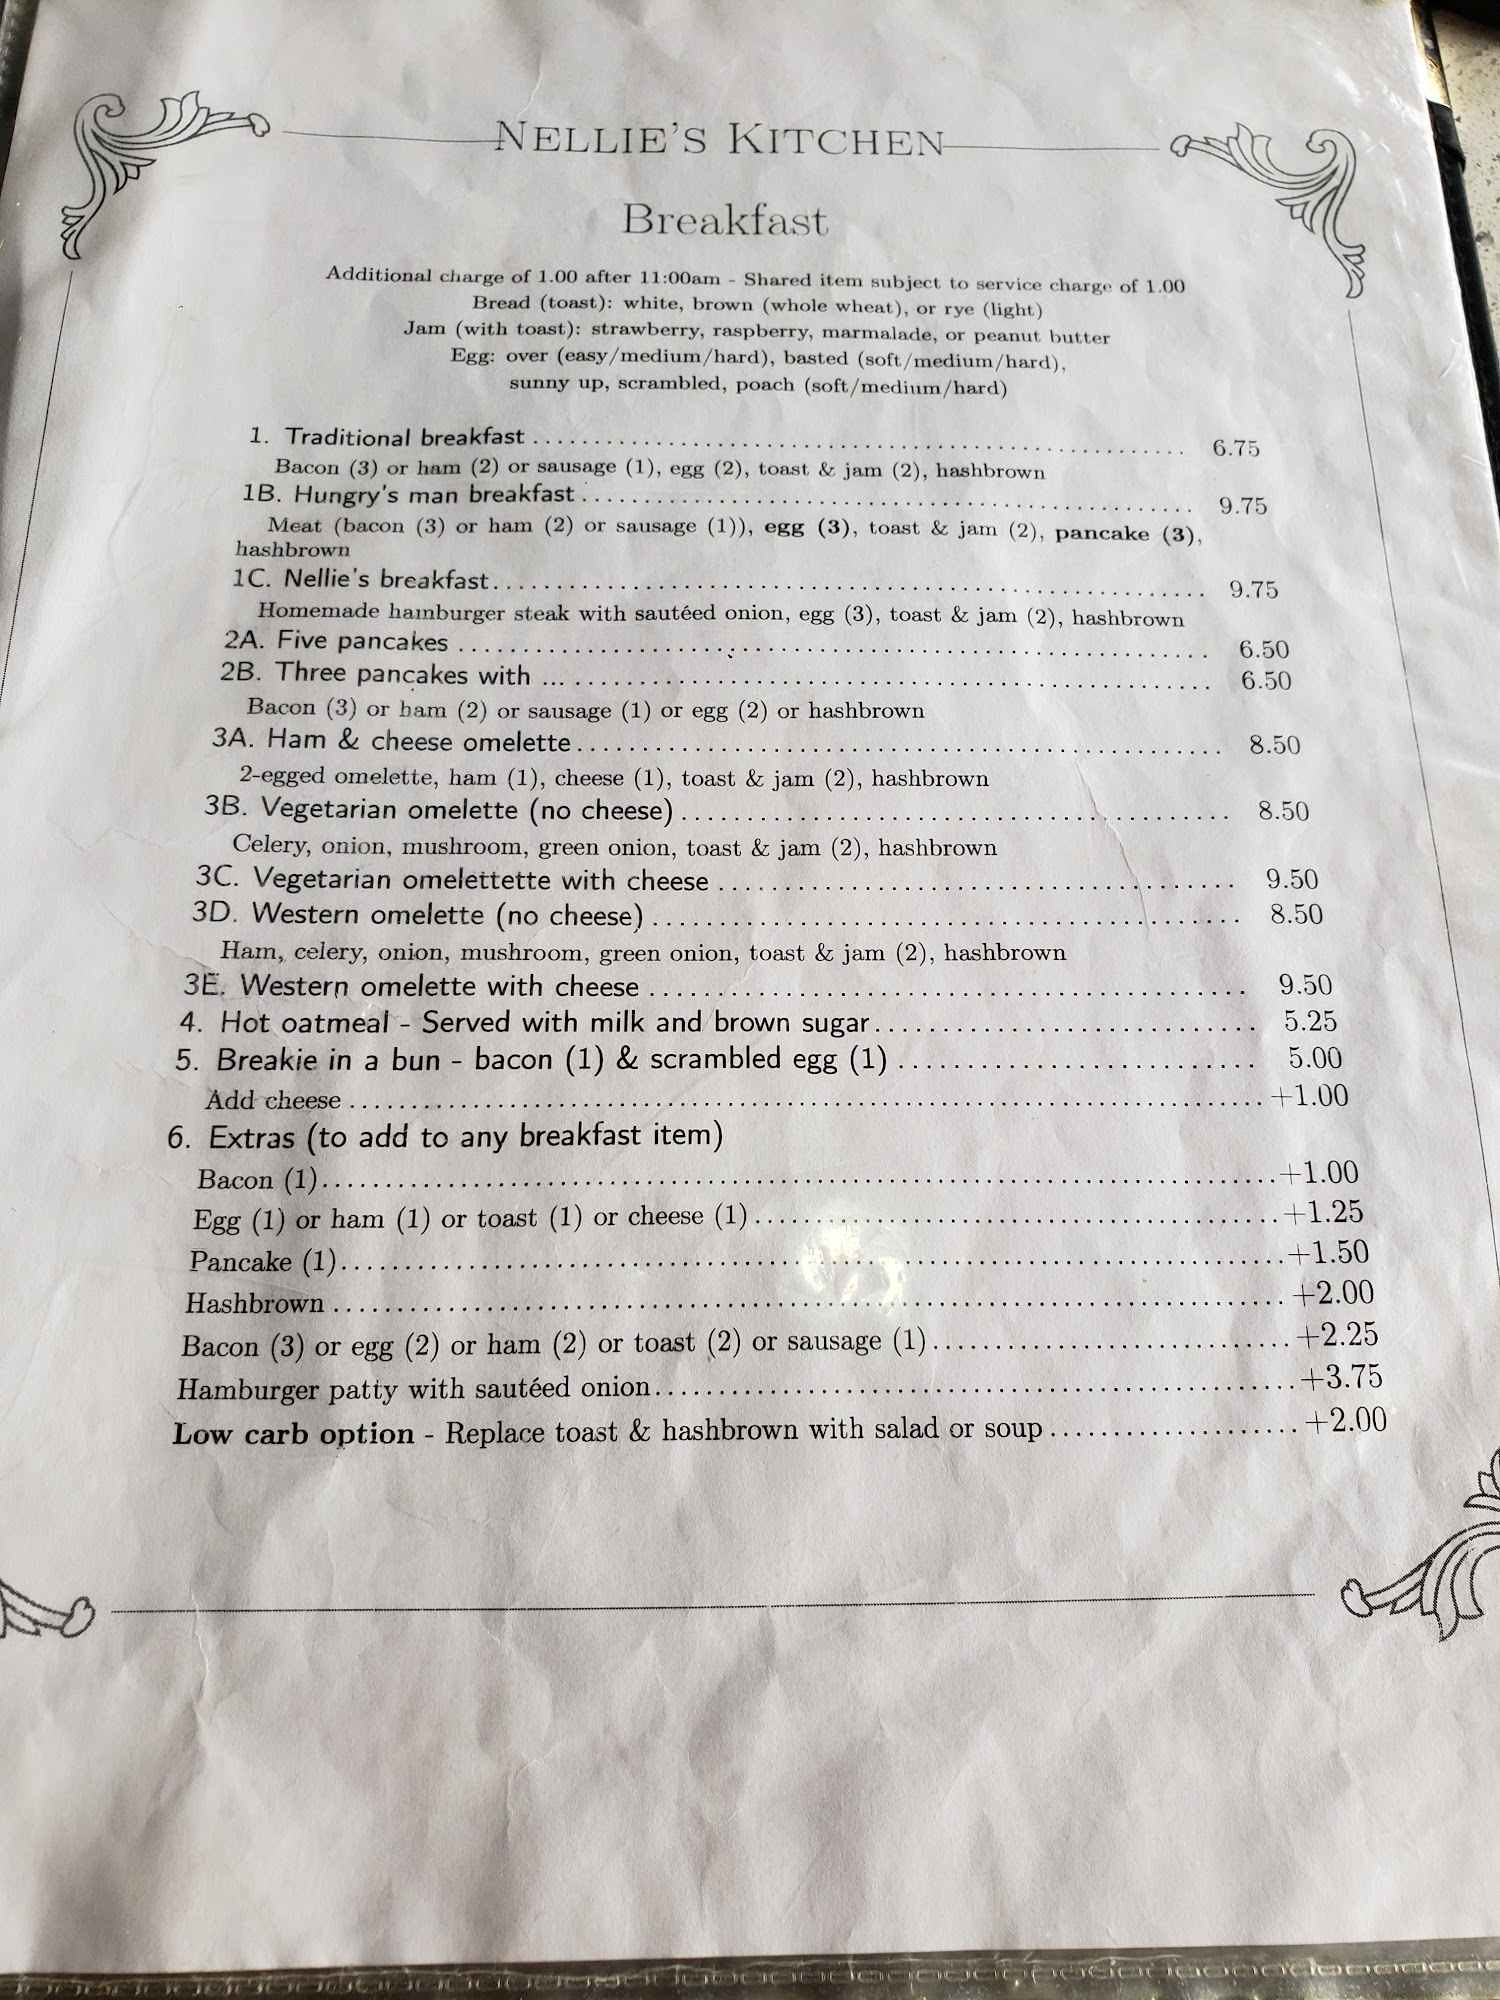 NELLIE'S KITCHEN
Breakfast
Additional charge of 1.00 after 11:00am - Shared item subject to service charge of 1.00
Bread (toast): white, brown (whole wheat), or rye (light)
Jam (with toast): strawberry, raspberry, marmalade, or peanut butter
Egg: over (easy/medium/hard), basted (soft/medium/hard),
sunny up, scrambled, poach (soft/medium/hard)
1. Traditional breakfast 6.75
Bacon (3) or ham (2) or sausage (1), egg (2), toast & jam (2), hashbrown
1B. Hungry's man breakfast 9.75
Meat (bacon (3) or ham (2) or sausage (1)), egg (3), toast & jam (2), pancake (3),
hashbrown
1C. Nellie's breakfast 9.75
Homemade hamburger steak with sautéed onion, egg (3), toast & jam (2), hashbrown
2A. Five pancakes 6.50
2B. Three pancakes with ... 6.50
Bacon (3) or ham (2) or sausage (1) or egg (2) or hashbrown
3A. Ham & cheese omelette 8.50
2-egged omelette, ham (1), cheese (1), toast & jam (2), hashbrown
3B. Vegetarian omelette (no cheese) 8.50
Celery, onion, mushroom, green onion, toast & jam (2), hashbrown
3C. Vegetarian omelettette with cheese 9.50
3D. Western omelette (no cheese) 8.50
Ham, celery, onion, mushroom, green onion, toast & jam (2), hashbrown
3E. Western omelette with cheese 9.50
4. Hot oatmeal - Served with milk and brown sugar 5.25
5. Breakie in a bun - bacon (1) & scrambled egg (1) 5.00
Add cheese +1.00
6. Extras (to add to any breakfast item)
Bacon (1) +1.00
Egg (1) or ham (1) or toast (1) or cheese (1) +1.25
Pancake (1) +1.50
Hashbrown +2.00
Bacon (3) or egg (2) or ham (2) or toast (2) or sausage (1) +2.25
Hamburger patty with sautéed onion +3.75
Low carb option - Replace toast & hashbrown with salad or soup +2.00